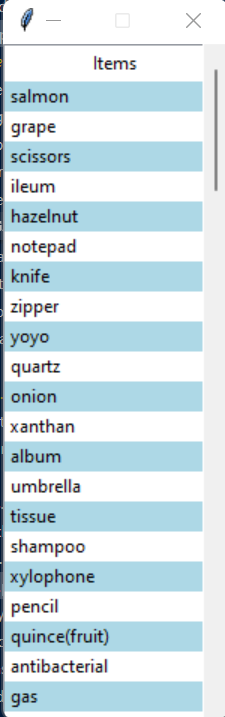 Items
salmon
grape
scissors
ileum
hazelnut
notepad
knife
zipper
yoyo
quartz
onion
xanthan
album
umbrella
tissue
shampoo
xylophone
pencil
quince(fruit)
antibacterial
gas